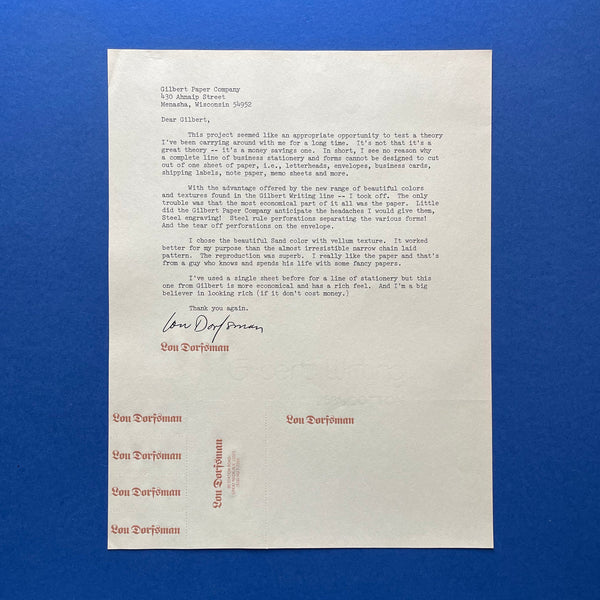 Gilbert Paper Company
430 Ahnaip Street
Menasha, Wisconsin 54952
Dear Gilbert,
This project seemed like an appropriate opportunity to test a theory
I've been carrying around with me for a long time. It's not that it's a
great theory -- it's a money savings one. In short, I see no reason why
a complete line of business stationery and forms cannot be designed to cut
out of one sheet of paper, i.e., letterheads, envelopes, business cards,
shipping labels, note paper, memo sheets and more.
With the advantage offered by the new range of beautiful colors
and textures found in the Gilbert Writing line -- I took off. The only
trouble was that the most economical part of it all was the paper. Little
did the Gilbert Paper Company anticipate the headaches I would give them,
Steel engraving! Steel rule perforations separating the various forms!
And the tear off perforations on the envelope.
I chose the beautiful Sand color with vellum texture. It worked
better for my purpose than the almost irresistible narrow chain laid
pattern. The reproduction was superb. I really like the paper and that's
from a guy who knows and spends his life with some fancy papers.
I've used a single sheet before for a line of stationery but this
one from Gilbert is more economical and has a rich feel. And I'm a big
believer in looking rich (if it don't cost money.)
Thank you again.
Lou Dorfsman
Lou Dorfsman
Lou Dorfsman
Lou Dorfsman
Lou Dorfsman
Lou Dorfsman
Lou Dorfsman
Lou Dorfsman